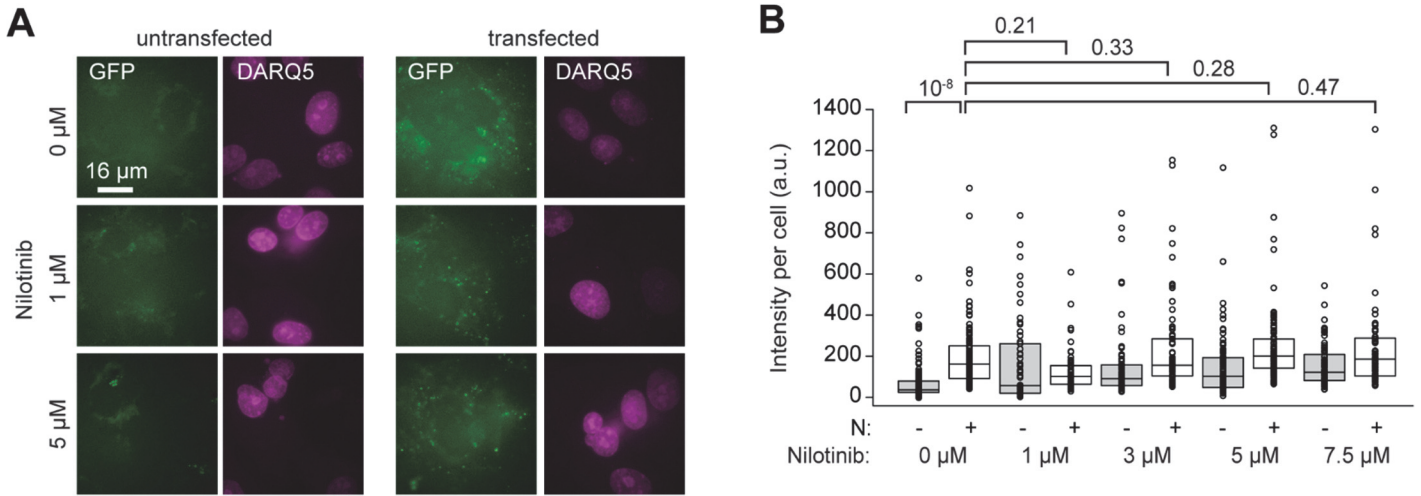 A
untransfected
transfected
GFP
DARQ5
GFP
DARQ5
0 µM
16 µm
Nilotinib
1 µM
5 µM
B
0.21
0.33
0.28
10⁻⁸
0.47
Intensity per cell (a.u.)
1400
1200
1000
800
600
400
200
0
N: - + - + - + - + - +
Nilotinib: 0 µM 1 µM 3 µM 5 µM 7.5 µM